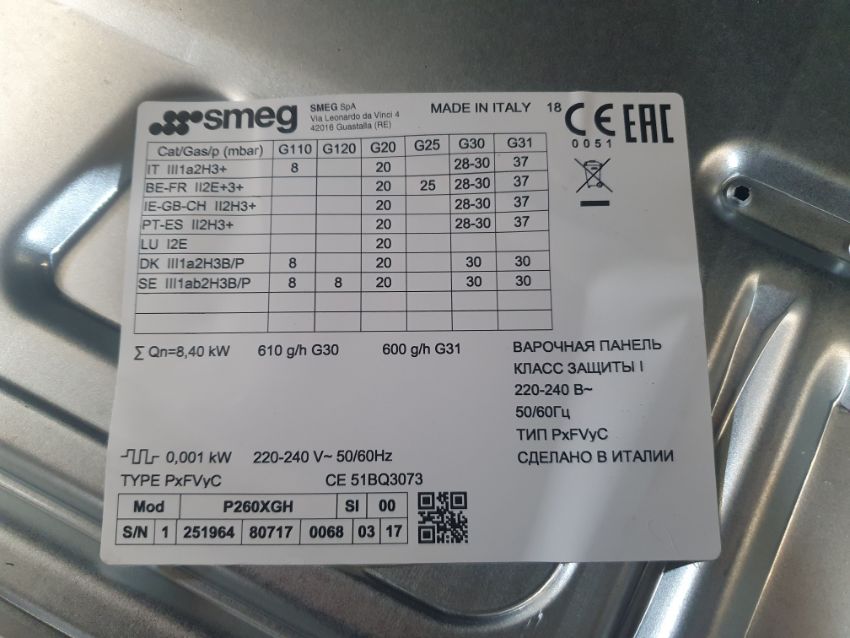 smeg
SMEG SpA
Via Leonardo da Vinci 4
42016 Guastalla (RE)
MADE IN ITALY 18 CE EAC
0051
Cat/Gas/p (mbar) G110 G120 G20 G25 G30 G31
IT III1a2H3+ 8 20 28-30 37
BE-FR II2E+3+ 20 25 28-30 37
IE-GB-CH II2H3+ 20 28-30 37
PT-ES II2H3+ 20 28-30 37
LU I2E 20
DK III1a2H3B/P 8 20 30 30
SE III1ab2H3B/P 8 8 20 30 30
∑ Qn=8,40 kW 610 g/h G30 600 g/h G31
ВАРОЧНАЯ ПАНЕЛЬ
КЛАСС ЗАЩИТЫ I
220-240 В~
50/60Гц
ТИП PxFVyC
СДЕЛАНО В ИТАЛИИ
0,001 kW 220-240 V~ 50/60Hz
TYPE PxFVyC CE 51BQ3073
Mod P260XGH SI 00
S/N 1 251964 80717 0068 03 17